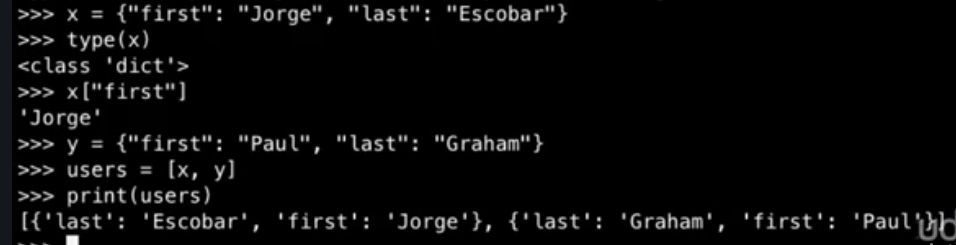 >>> x = {"first": "Jorge", "last": "Escobar"}
>>> type(x)
<class 'dict'>
>>> x["first"]
'Jorge'
>>> y = {"first": "Paul", "last": "Graham"}
>>> users = [x, y]
>>> print(users)
[{'last': 'Escobar', 'first': 'Jorge'}, {'last': 'Graham', 'first': 'Paul'}]
>>>